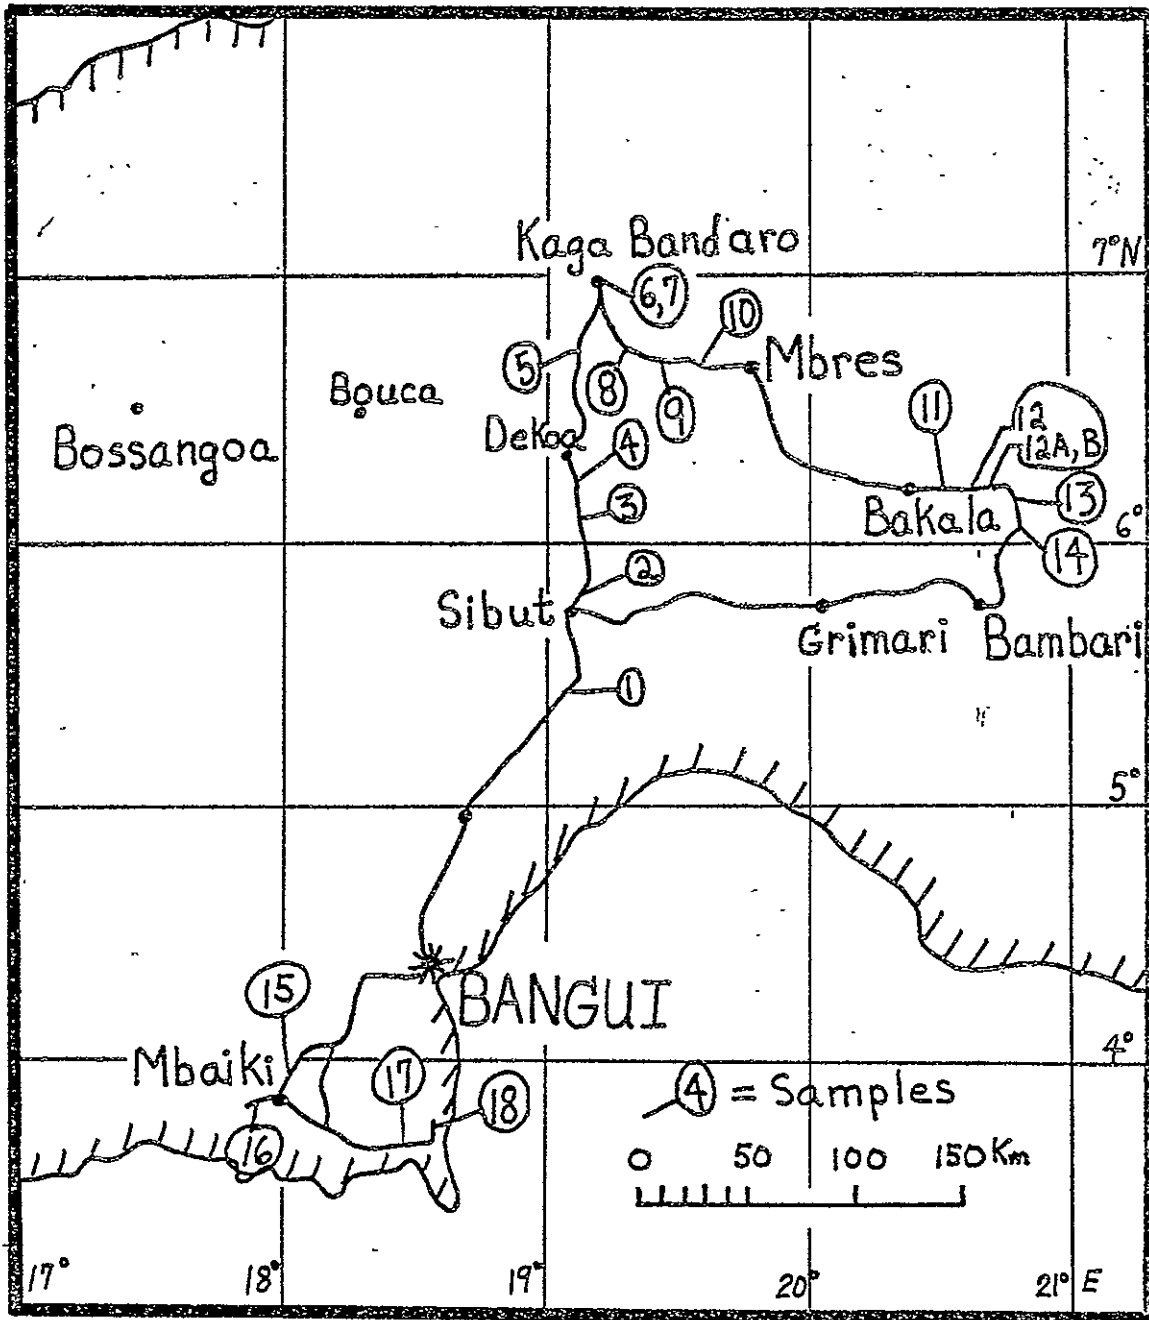 Kaga Bandaro
7°N
6,7
10
5
Mbres
8
Bouca
9
11
12
12A, B
Dekoa
4
Bossangoa
3
Bakala
13
6°
2
14
Sibut
Grimari
Bambari
1
5°
15
BANGUI
4°
Mbaiki
17
18
4 = Samples
16
0 50 100 150 Km
17° 18° 19° 20° 21° E